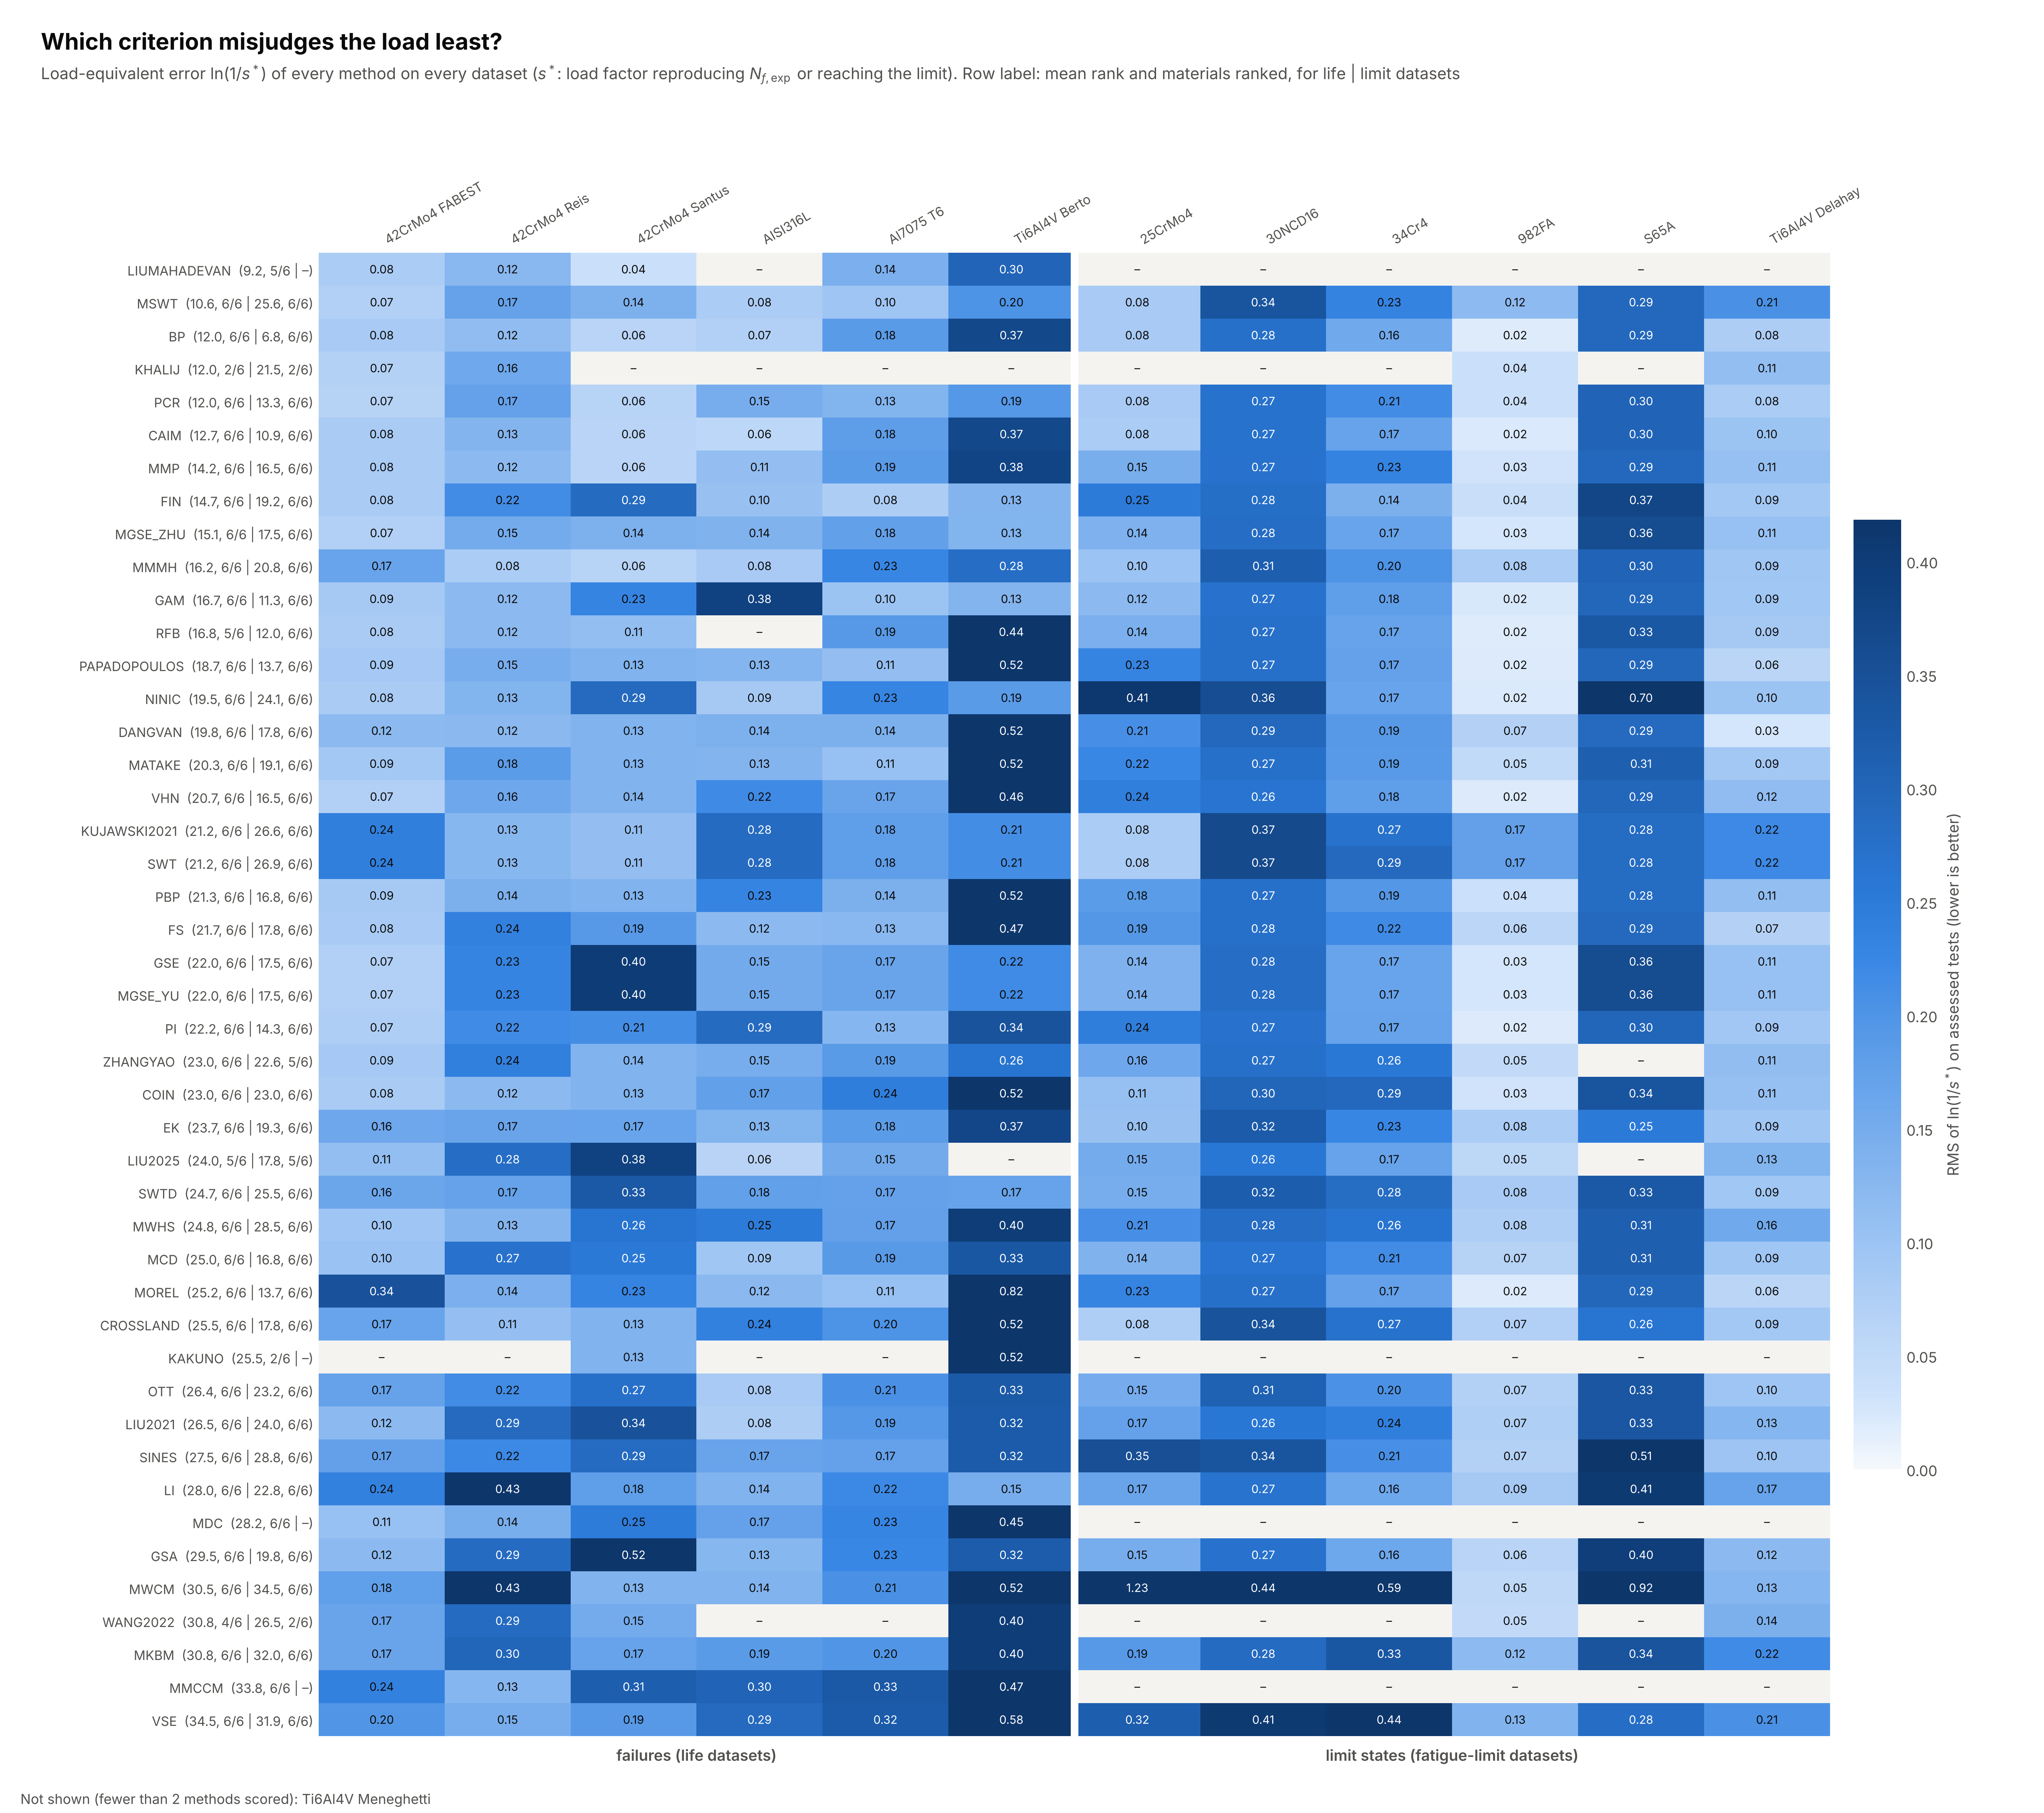 Which criterion misjudges the load least?
Load-equivalent error ln(1/s*) of every method on every dataset (s*: load factor reproducing N_f,exp or reaching the limit). Row label: mean rank and materials ranked, for life | limit datasets
42CrMo4 FABEST 42CrMo4 Reis 42CrMo4 Santus AISI316L Al7075 T6 Ti6Al4V Berto 25CrMo4 30NCD16 34Cr4 982FA S65A Ti6Al4V Delahay
LIUMAHADEVAN (9.2, 5/6 | –) 0.08 0.12 0.04 – 0.14 0.30 – – – – – –
MSWT (10.6, 6/6 | 25.6, 6/6) 0.07 0.17 0.14 0.08 0.10 0.20 0.08 0.34 0.23 0.12 0.29 0.21
BP (12.0, 6/6 | 6.8, 6/6) 0.08 0.12 0.06 0.07 0.18 0.37 0.08 0.28 0.16 0.02 0.29 0.08
KHALIJ (12.0, 2/6 | 21.5, 2/6) 0.07 0.16 – – – – – – – 0.04 – 0.11
PCR (12.0, 6/6 | 13.3, 6/6) 0.07 0.17 0.06 0.15 0.13 0.19 0.08 0.27 0.21 0.04 0.30 0.08
CAIM (12.7, 6/6 | 10.9, 6/6) 0.08 0.13 0.06 0.06 0.18 0.37 0.08 0.27 0.17 0.02 0.30 0.10
MMP (14.2, 6/6 | 16.5, 6/6) 0.08 0.12 0.06 0.11 0.19 0.38 0.15 0.27 0.23 0.03 0.29 0.11
FIN (14.7, 6/6 | 19.2, 6/6) 0.08 0.22 0.29 0.10 0.08 0.13 0.25 0.28 0.14 0.04 0.37 0.09
MGSE_ZHU (15.1, 6/6 | 17.5, 6/6) 0.07 0.15 0.14 0.14 0.18 0.13 0.14 0.28 0.17 0.03 0.36 0.11
MMMH (16.2, 6/6 | 20.8, 6/6) 0.17 0.08 0.06 0.08 0.23 0.28 0.10 0.31 0.20 0.08 0.30 0.09
GAM (16.7, 6/6 | 11.3, 6/6) 0.09 0.12 0.23 0.38 0.10 0.13 0.12 0.27 0.18 0.02 0.29 0.09
RFB (16.8, 5/6 | 12.0, 6/6) 0.08 0.12 0.11 – 0.19 0.44 0.14 0.27 0.17 0.02 0.33 0.09
PAPADOPOULOS (18.7, 6/6 | 13.7, 6/6) 0.09 0.15 0.13 0.13 0.11 0.52 0.23 0.27 0.17 0.02 0.29 0.06
NINIC (19.5, 6/6 | 24.1, 6/6) 0.08 0.13 0.29 0.09 0.23 0.19 0.41 0.36 0.17 0.02 0.70 0.10
DANGVAN (19.8, 6/6 | 17.8, 6/6) 0.12 0.12 0.13 0.14 0.14 0.52 0.21 0.29 0.19 0.07 0.29 0.03
MATAKE (20.3, 6/6 | 19.1, 6/6) 0.09 0.18 0.13 0.13 0.11 0.52 0.22 0.27 0.19 0.05 0.31 0.09
VHN (20.7, 6/6 | 16.5, 6/6) 0.07 0.16 0.14 0.22 0.17 0.46 0.24 0.26 0.18 0.02 0.29 0.12
KUJAWSKI2021 (21.2, 6/6 | 26.6, 6/6) 0.24 0.13 0.11 0.28 0.18 0.21 0.08 0.37 0.27 0.17 0.28 0.22
SWT (21.2, 6/6 | 26.9, 6/6) 0.24 0.13 0.11 0.28 0.18 0.21 0.08 0.37 0.29 0.17 0.28 0.22
PBP (21.3, 6/6 | 16.8, 6/6) 0.09 0.14 0.13 0.23 0.14 0.52 0.18 0.27 0.19 0.04 0.28 0.11
FS (21.7, 6/6 | 17.8, 6/6) 0.08 0.24 0.19 0.12 0.13 0.47 0.19 0.28 0.22 0.06 0.29 0.07
GSE (22.0, 6/6 | 17.5, 6/6) 0.07 0.23 0.40 0.15 0.17 0.22 0.14 0.28 0.17 0.03 0.36 0.11
MGSE_YU (22.0, 6/6 | 17.5, 6/6) 0.07 0.23 0.40 0.15 0.17 0.22 0.14 0.28 0.17 0.03 0.36 0.11
PI (22.2, 6/6 | 14.3, 6/6) 0.07 0.22 0.21 0.29 0.13 0.34 0.24 0.27 0.17 0.02 0.30 0.09
ZHANGYAO (23.0, 6/6 | 22.6, 5/6) 0.09 0.24 0.14 0.15 0.19 0.26 0.16 0.27 0.26 0.05 – 0.11
COIN (23.0, 6/6 | 23.0, 6/6) 0.08 0.12 0.13 0.17 0.24 0.52 0.11 0.30 0.29 0.03 0.34 0.11
EK (23.7, 6/6 | 19.3, 6/6) 0.16 0.17 0.17 0.13 0.18 0.37 0.10 0.32 0.23 0.08 0.25 0.09
LIU2025 (24.0, 5/6 | 17.8, 5/6) 0.11 0.28 0.38 0.06 0.15 – 0.15 0.26 0.17 0.05 – 0.13
SWTD (24.7, 6/6 | 25.5, 6/6) 0.16 0.17 0.33 0.18 0.17 0.17 0.15 0.32 0.28 0.08 0.33 0.09
MWHS (24.8, 6/6 | 28.5, 6/6) 0.10 0.13 0.26 0.25 0.17 0.40 0.21 0.28 0.26 0.08 0.31 0.16
MCD (25.0, 6/6 | 16.8, 6/6) 0.10 0.27 0.25 0.09 0.19 0.33 0.14 0.27 0.21 0.07 0.31 0.09
MOREL (25.2, 6/6 | 13.7, 6/6) 0.34 0.14 0.23 0.12 0.11 0.82 0.23 0.27 0.17 0.02 0.29 0.06
CROSSLAND (25.5, 6/6 | 17.8, 6/6) 0.17 0.11 0.13 0.24 0.20 0.52 0.08 0.34 0.27 0.07 0.26 0.09
KAKUNO (25.5, 2/6 | –) – – 0.13 – – 0.52 – – – – – –
OTT (26.4, 6/6 | 23.2, 6/6) 0.17 0.22 0.27 0.08 0.21 0.33 0.15 0.31 0.20 0.07 0.33 0.10
LIU2021 (26.5, 6/6 | 24.0, 6/6) 0.12 0.29 0.34 0.08 0.19 0.32 0.17 0.26 0.24 0.07 0.33 0.13
SINES (27.5, 6/6 | 28.8, 6/6) 0.17 0.22 0.29 0.17 0.17 0.32 0.35 0.34 0.21 0.07 0.51 0.10
LI (28.0, 6/6 | 22.8, 6/6) 0.24 0.43 0.18 0.14 0.22 0.15 0.17 0.27 0.16 0.09 0.41 0.17
MDC (28.2, 6/6 | –) 0.11 0.14 0.25 0.17 0.23 0.45 – – – – – –
GSA (29.5, 6/6 | 19.8, 6/6) 0.12 0.29 0.52 0.13 0.23 0.32 0.15 0.27 0.16 0.06 0.40 0.12
MWCM (30.5, 6/6 | 34.5, 6/6) 0.18 0.43 0.13 0.14 0.21 0.52 1.23 0.44 0.59 0.05 0.92 0.13
WANG2022 (30.8, 4/6 | 26.5, 2/6) 0.17 0.29 0.15 – – 0.40 – – – 0.05 – 0.14
MKBM (30.8, 6/6 | 32.0, 6/6) 0.17 0.30 0.17 0.19 0.20 0.40 0.19 0.28 0.33 0.12 0.34 0.22
MMCCM (33.8, 6/6 | –) 0.24 0.13 0.31 0.30 0.33 0.47 – – – – – –
VSE (34.5, 6/6 | 31.9, 6/6) 0.20 0.15 0.19 0.29 0.32 0.58 0.32 0.41 0.44 0.13 0.28 0.21
failures (life datasets) limit states (fatigue-limit datasets)
0.40
0.35
0.30
0.25
0.20
0.15
0.10
0.05
0.00
RMS of ln(1/s*) on assessed tests (lower is better)
Not shown (fewer than 2 methods scored): Ti6Al4V Meneghetti